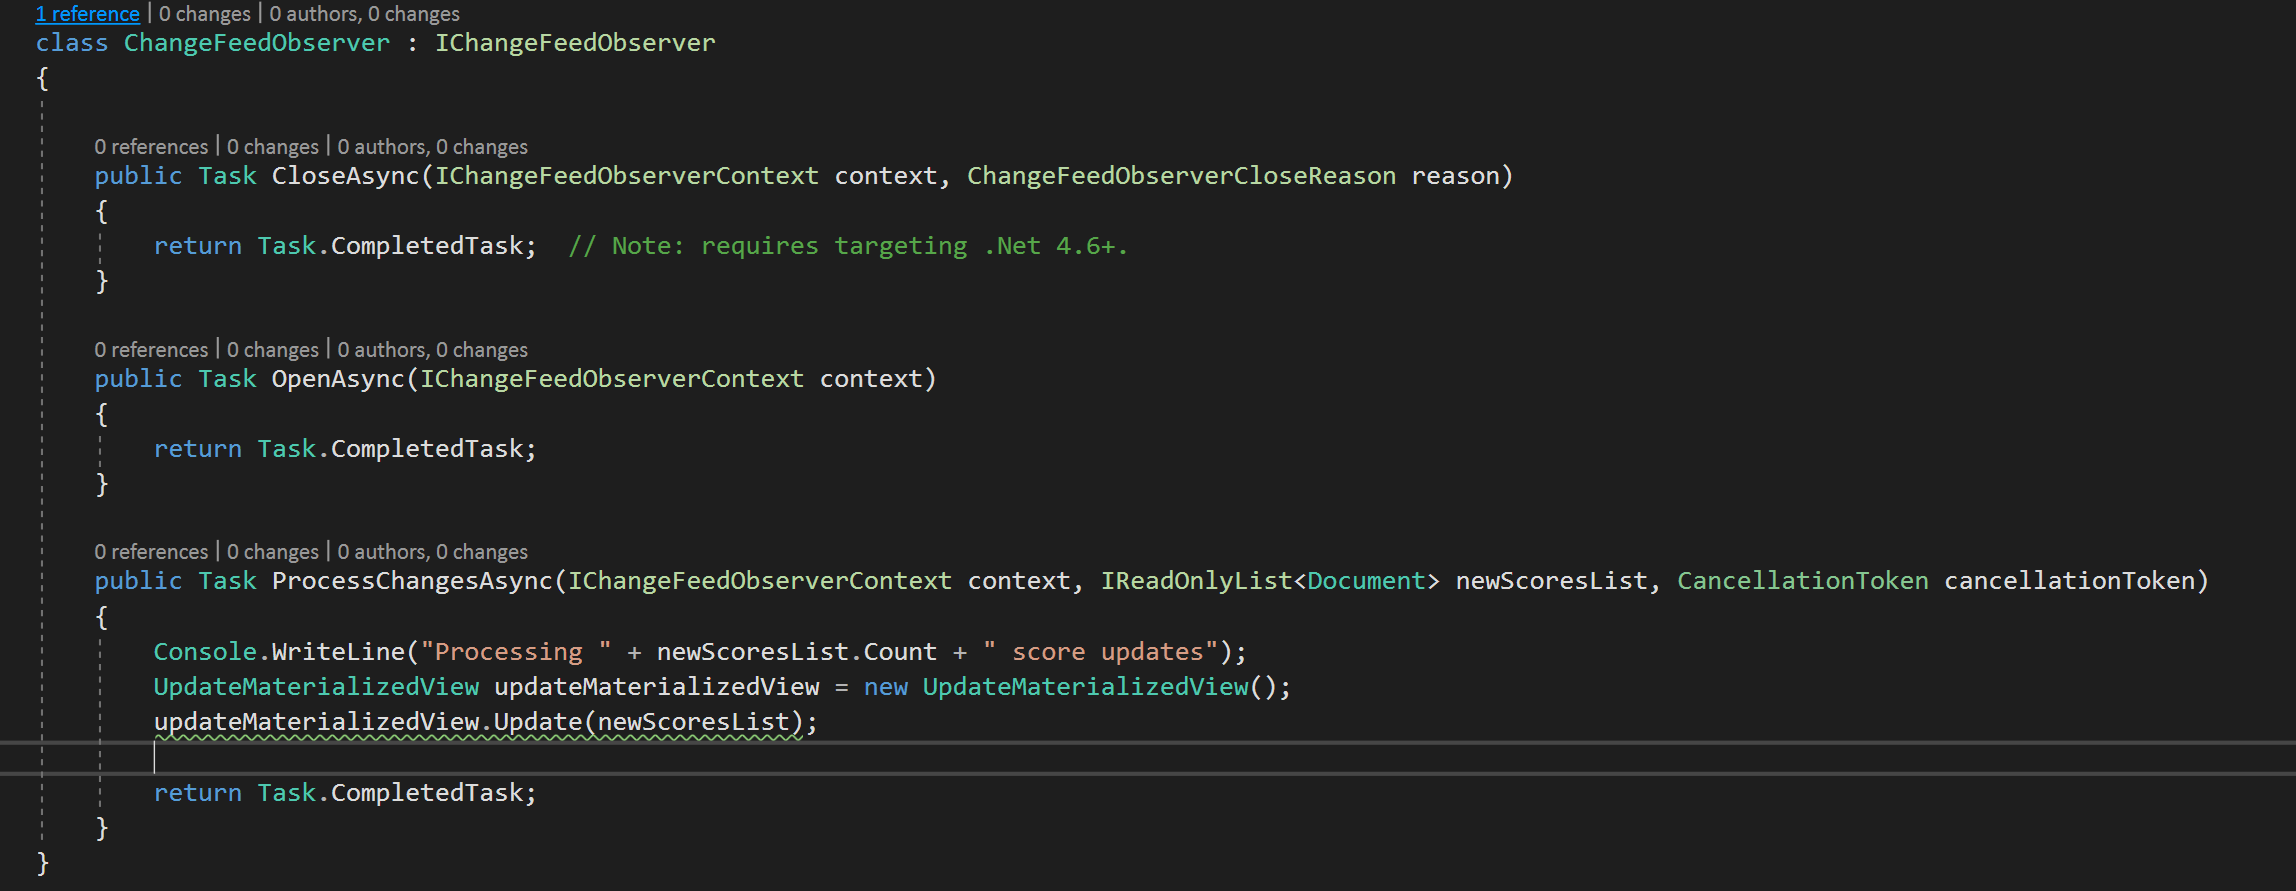 1 reference | 0 changes | 0 authors, 0 changes
class ChangeFeedObserver : IChangeFeedObserver
{
0 references | 0 changes | 0 authors, 0 changes
public Task CloseAsync(IChangeFeedObserverContext context, ChangeFeedObserverCloseReason reason)
{
return Task.CompletedTask;  // Note: requires targeting .Net 4.6+.
}
0 references | 0 changes | 0 authors, 0 changes
public Task OpenAsync(IChangeFeedObserverContext context)
{
return Task.CompletedTask;
}
0 references | 0 changes | 0 authors, 0 changes
public Task ProcessChangesAsync(IChangeFeedObserverContext context, IReadOnlyList<Document> newScoresList, CancellationToken cancellationToken)
{
Console.WriteLine("Processing " + newScoresList.Count + " score updates");
UpdateMaterializedView updateMaterializedView = new UpdateMaterializedView();
updateMaterializedView.Update(newScoresList);
return Task.CompletedTask;
}
}